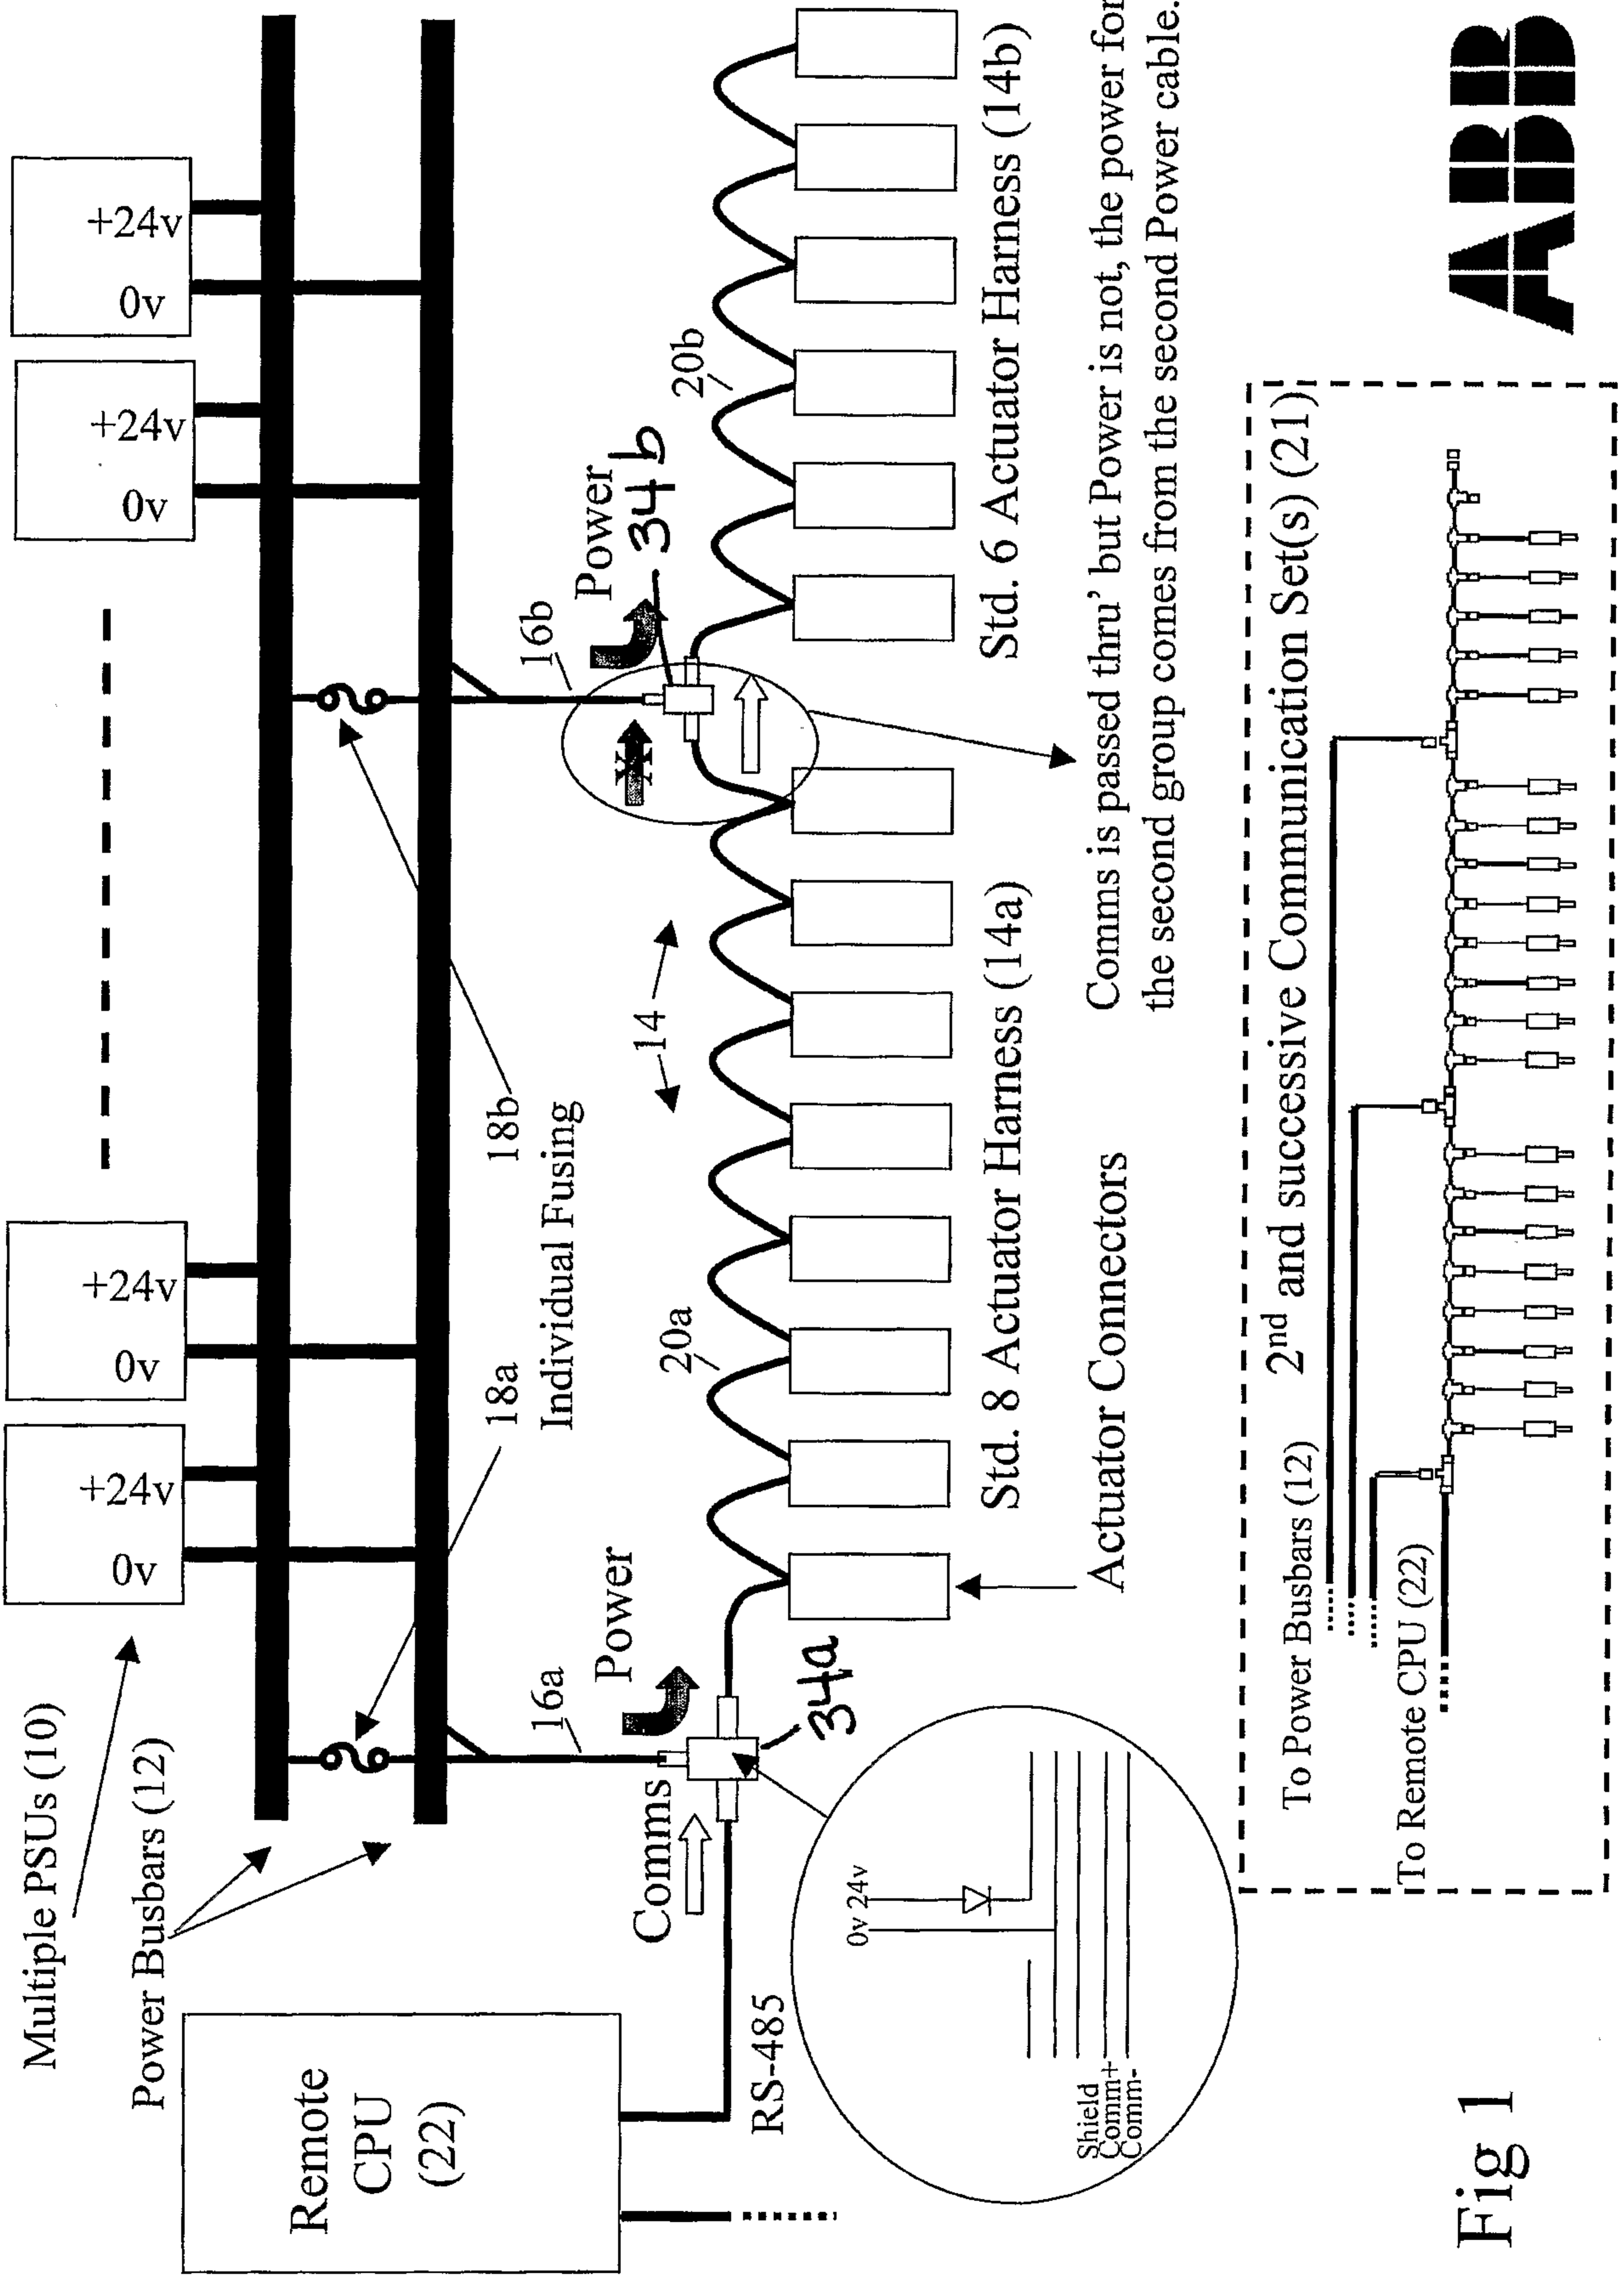 Multiple PSUs (10)
Power Busbars (12)
0v +24v
0v +24v
0v +24v
0v +24v
Remote
CPU
(22)
RS-485
Comms
16a
Power
34a
18a
18b
Individual Fusing
16b
Power
34b
X
14
20a
20b
Std. 8 Actuator Harness (14a)
Std. 6 Actuator Harness (14b)
Actuator Connectors
Comms is passed thru' but Power is not, the power for
the second group comes from the second Power cable.
0v 24v
Shield
Comm+
Comm-
To Power Busbars (12)
2nd and successive Communication Set(s) (21)
To Remote CPU (22)
Fig 1
ABB